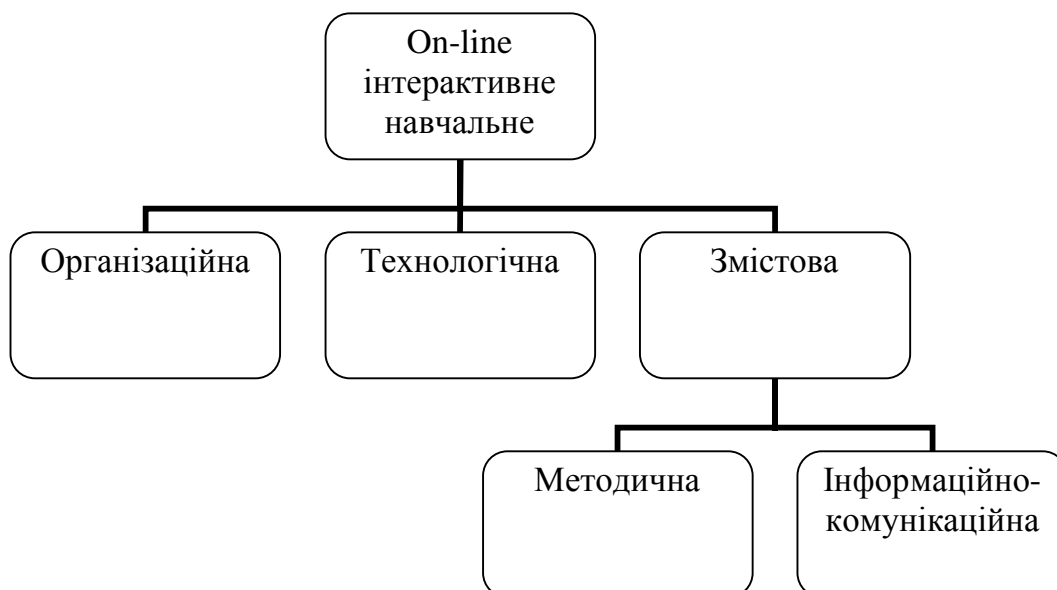 On-line
інтерактивне
навчальне
Організаційна
Технологічна
Змістова
Методична
Інформаційно-
комунікаційна